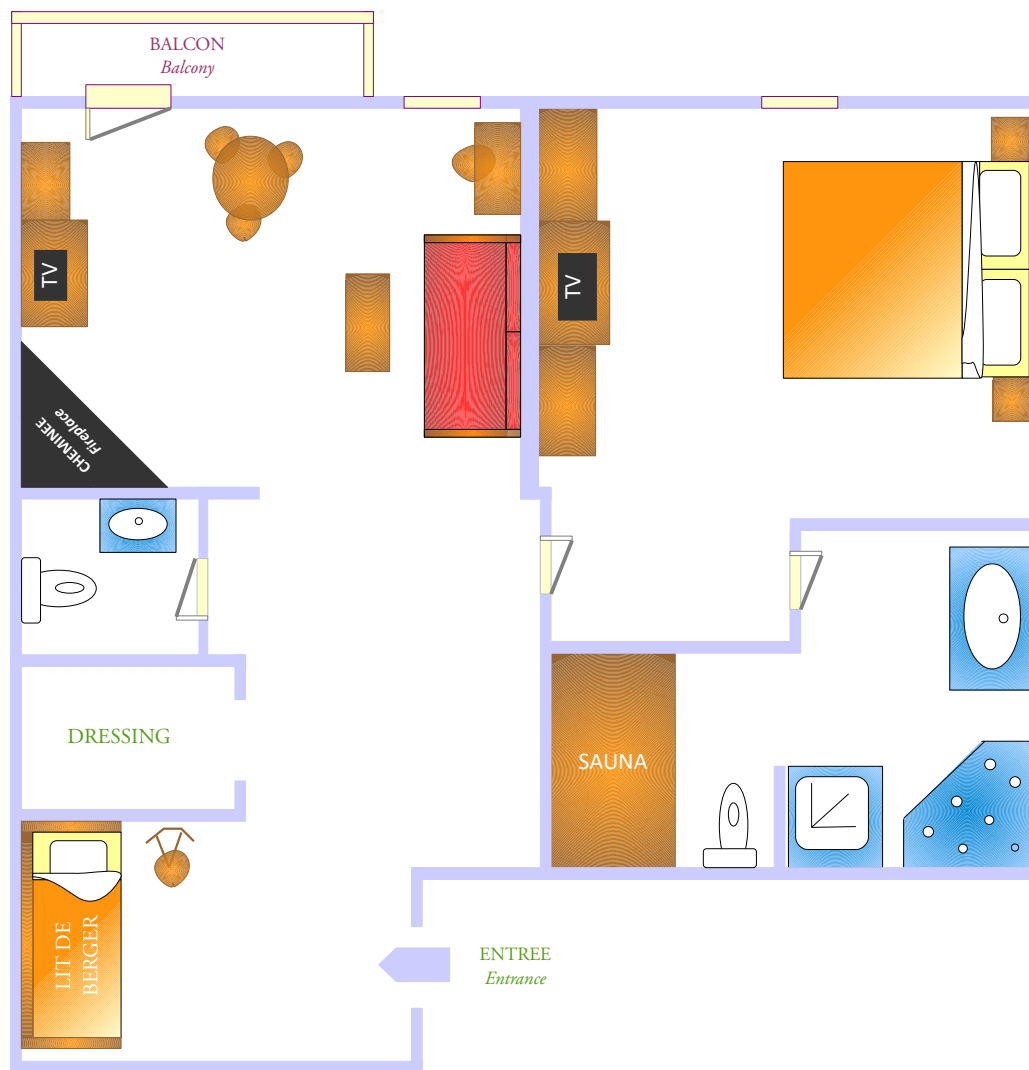 BALCON
Balcony
TV
TV
CHEMINEE
Fireplace
DRESSING
SAUNA
LIT DE
BERGER
ENTREE
Entrance